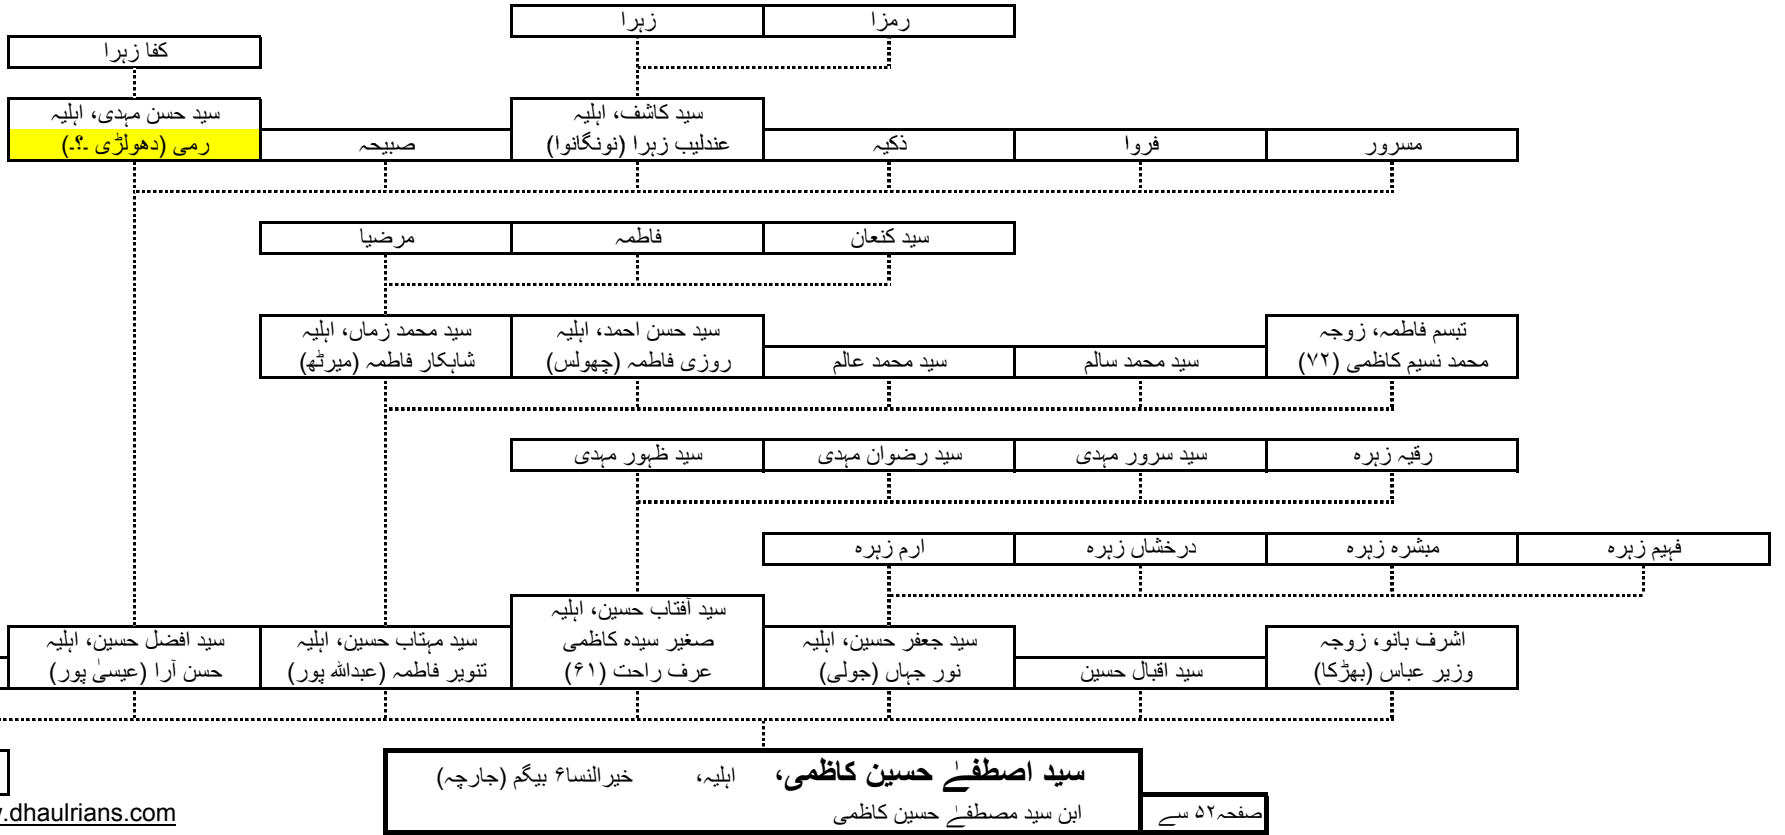 رمزا
زہرا
کفا زہرا
مسرور
فروا
ذکیہ
سید کاشف، اہلیہ
عندلیب زہرا (نونگانوا)
صبیحہ
سید حسن مہدی، اہلیہ
رمی (دھولڑی ـ؟ـ)
سید کنعان
فاطمہ
مرضیا
تبسم فاطمہ، زوجہ
محمد نسیم کاظمی (۷۲)
سید محمد سالم
سید محمد عالم
سید حسن احمد، اہلیہ
روزی فاطمہ (چھولس)
سید محمد زماں، اہلیہ
شاہکار فاطمہ (میرٹھ)
رقیہ زہرہ
سید سرور مہدی
سید رضوان مہدی
سید ظہور مہدی
فہیم زہرہ
مبشرہ زہرہ
درخشاں زہرہ
ارم زہرہ
اشرف بانو، زوجہ
وزیر عباس (بھڑکا)
سید اقبال حسین
سید جعفر حسین، اہلیہ
نور جہاں (جولی)
سید آفتاب حسین، اہلیہ
صغیر سیدہ کاظمی
عرف راحت (۶۱)
سید مہتاب حسین، اہلیہ
تنویر فاطمہ (عبداللہ پور)
سید افضل حسین، اہلیہ
حسن آرا (عیسیٰ پور)
سید اصطفےٰ حسین کاظمی، اہلیہ، خیرالنساء بیگم (جارچہ)
ابن سید مصطفےٰ حسین کاظمی
صفحہ ۵۲ سے
.dhaulrians.com